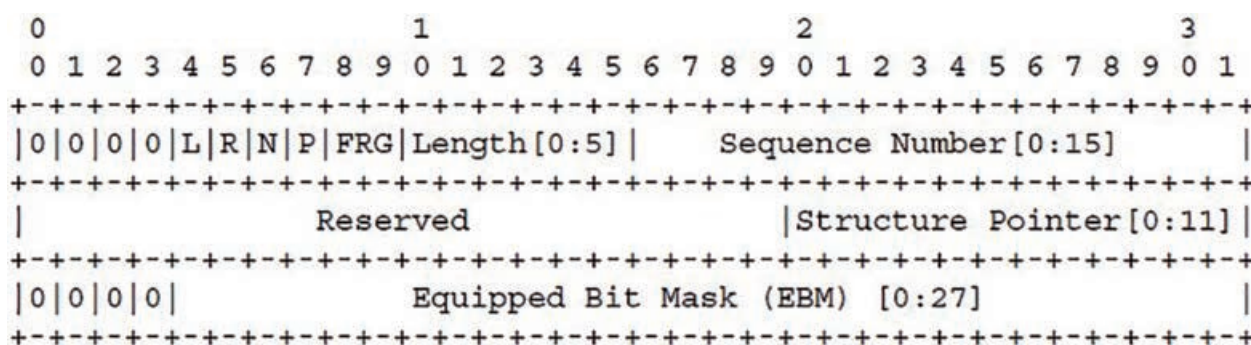 0 1 2 3
0 1 2 3 4 5 6 7 8 9 0 1 2 3 4 5 6 7 8 9 0 1 2 3 4 5 6 7 8 9 0 1
+-+-+-+-+-+-+-+-+-+-+-+-+-+-+-+-+-+-+-+-+-+-+-+-+-+-+-+-+-+-+-+-+
|0|0|0|0|L|R|N|P|FRG|Length[0:5]| Sequence Number[0:15] |
+-+-+-+-+-+-+-+-+-+-+-+-+-+-+-+-+-+-+-+-+-+-+-+-+-+-+-+-+-+-+-+-+
| Reserved |Structure Pointer[0:11]|
+-+-+-+-+-+-+-+-+-+-+-+-+-+-+-+-+-+-+-+-+-+-+-+-+-+-+-+-+-+-+-+-+
|0|0|0|0| Equipped Bit Mask (EBM) [0:27] |
+-+-+-+-+-+-+-+-+-+-+-+-+-+-+-+-+-+-+-+-+-+-+-+-+-+-+-+-+-+-+-+-+